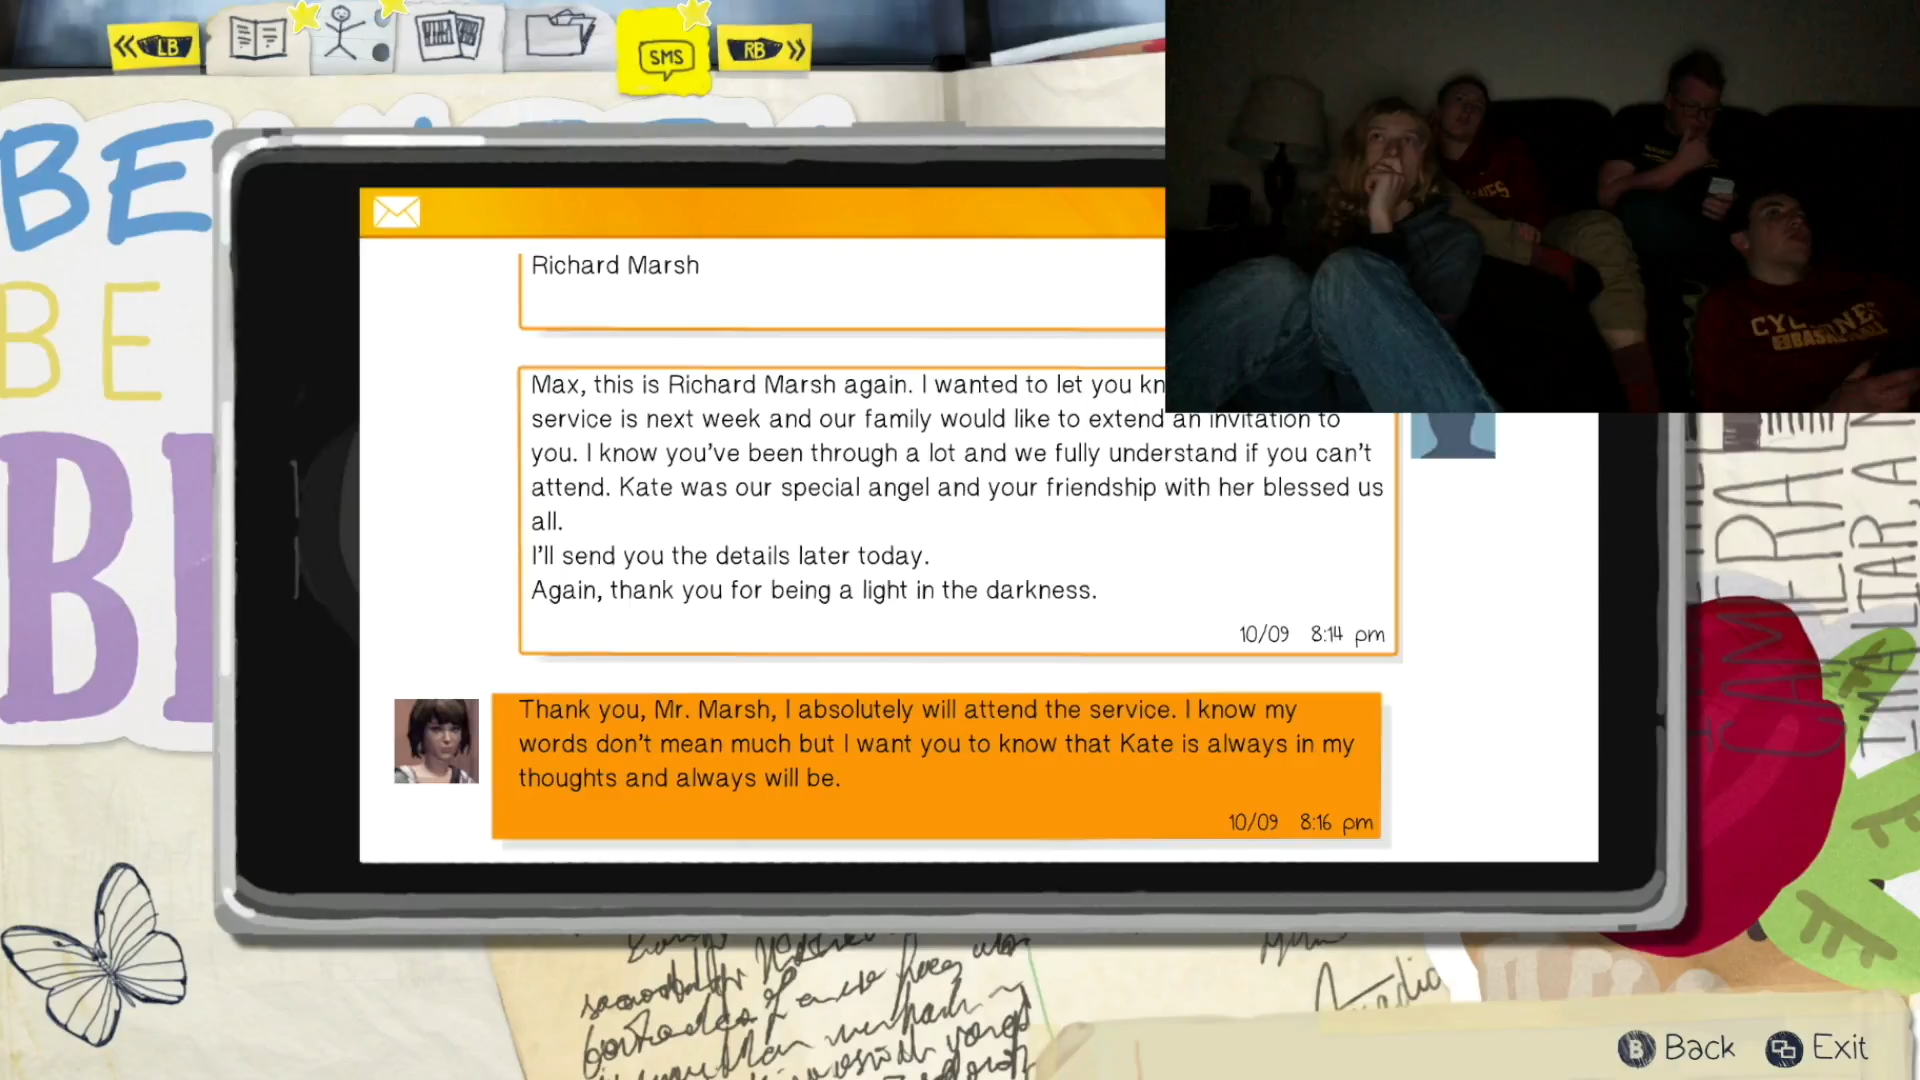 LB
SMS
RB
BE
BE
Richard Marsh
Max, this is Richard Marsh again. I wanted to let you kn
service is next week and our family would like to extend an invitation to
you. I know you've been through a lot and we fully understand if you can't
attend. Kate was our special angel and your friendship with her blessed us
all.
I'll send you the details later today.
Again, thank you for being a light in the darkness.
10/09 8:14 pm
Thank you, Mr. Marsh, I absolutely will attend the service. I know my
words don't mean much but I want you to know that Kate is always in my
thoughts and always will be.
10/09 8:16 pm
CAMERA
B Back Exit